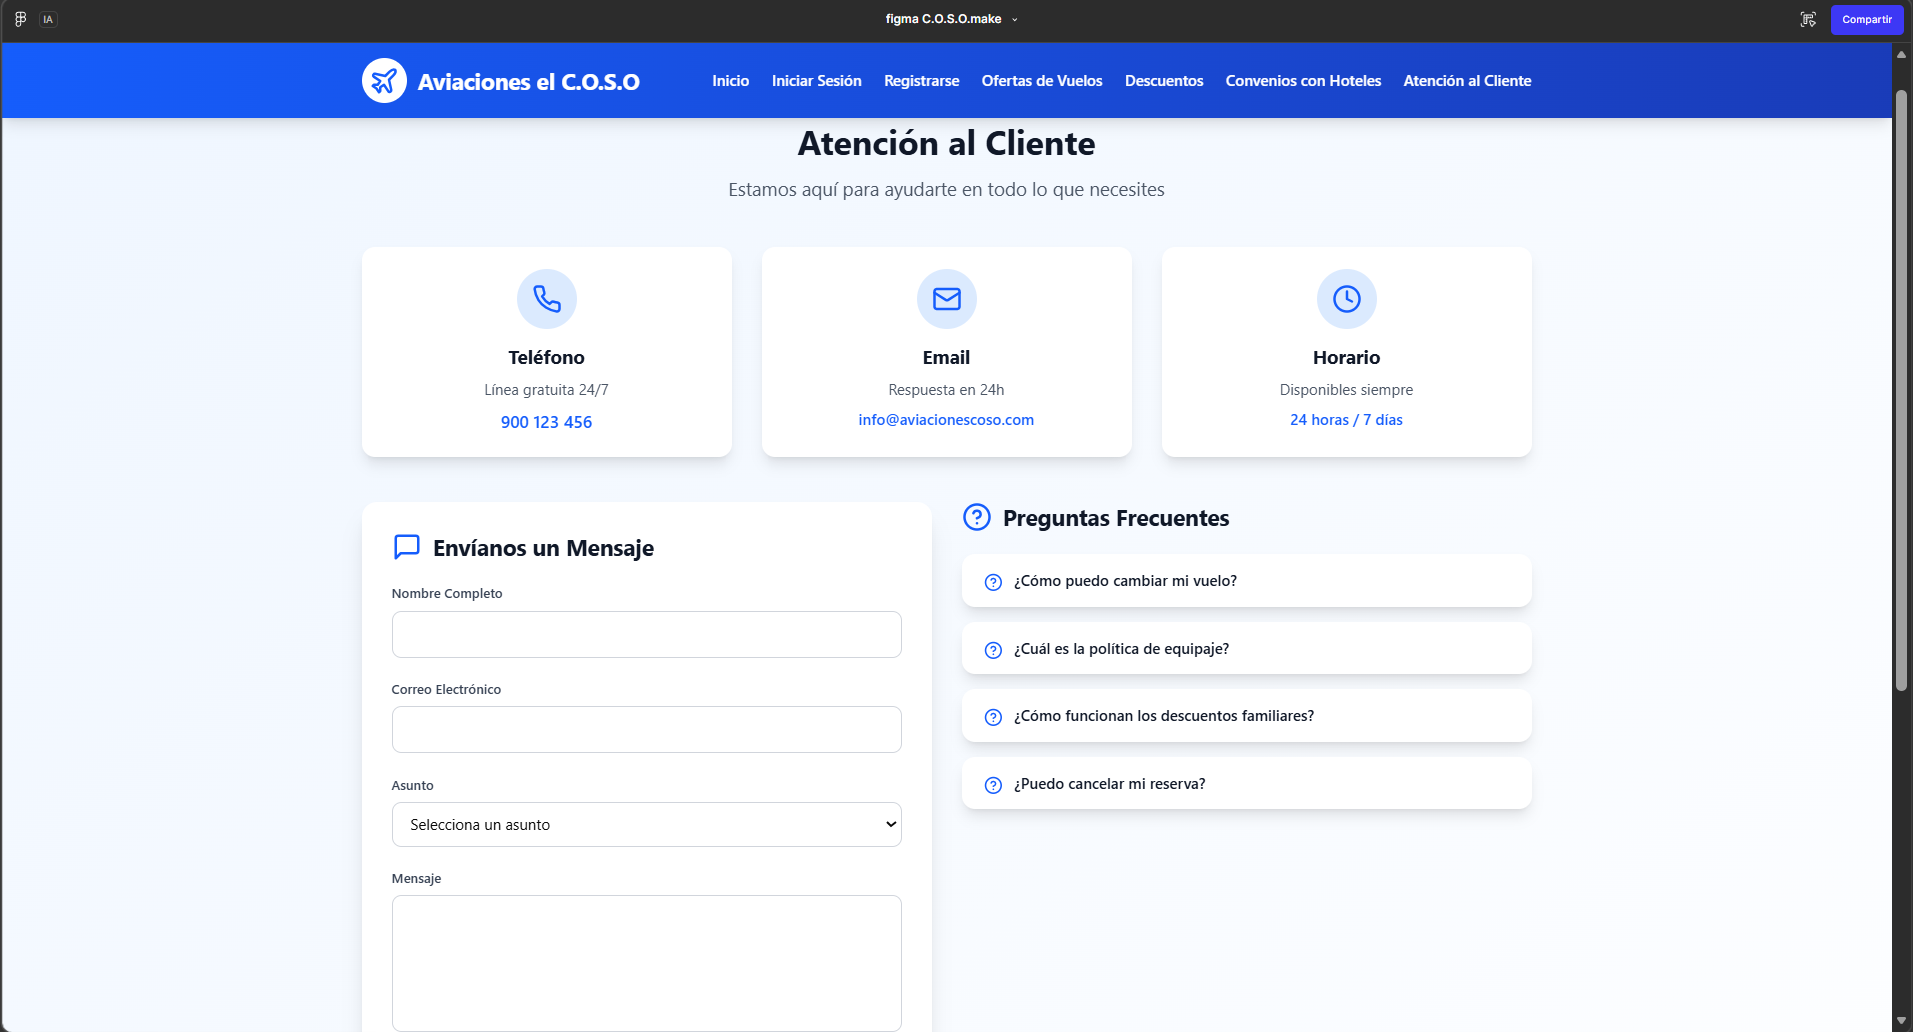 IA
figma C.O.S.O.make
Compartir
Aviaciones el C.O.S.O
Inicio
Iniciar Sesión
Registrarse
Ofertas de Vuelos
Descuentos
Convenios con Hoteles
Atención al Cliente
Atención al Cliente
Estamos aquí para ayudarte en todo lo que necesites
Teléfono
Línea gratuita 24/7
900 123 456
Email
Respuesta en 24h
info@aviacionescoso.com
Horario
Disponibles siempre
24 horas / 7 días
Envíanos un Mensaje
Nombre Completo
Correo Electrónico
Asunto
Selecciona un asunto
Mensaje
Preguntas Frecuentes
¿Cómo puedo cambiar mi vuelo?
¿Cuál es la política de equipaje?
¿Cómo funcionan los descuentos familiares?
¿Puedo cancelar mi reserva?